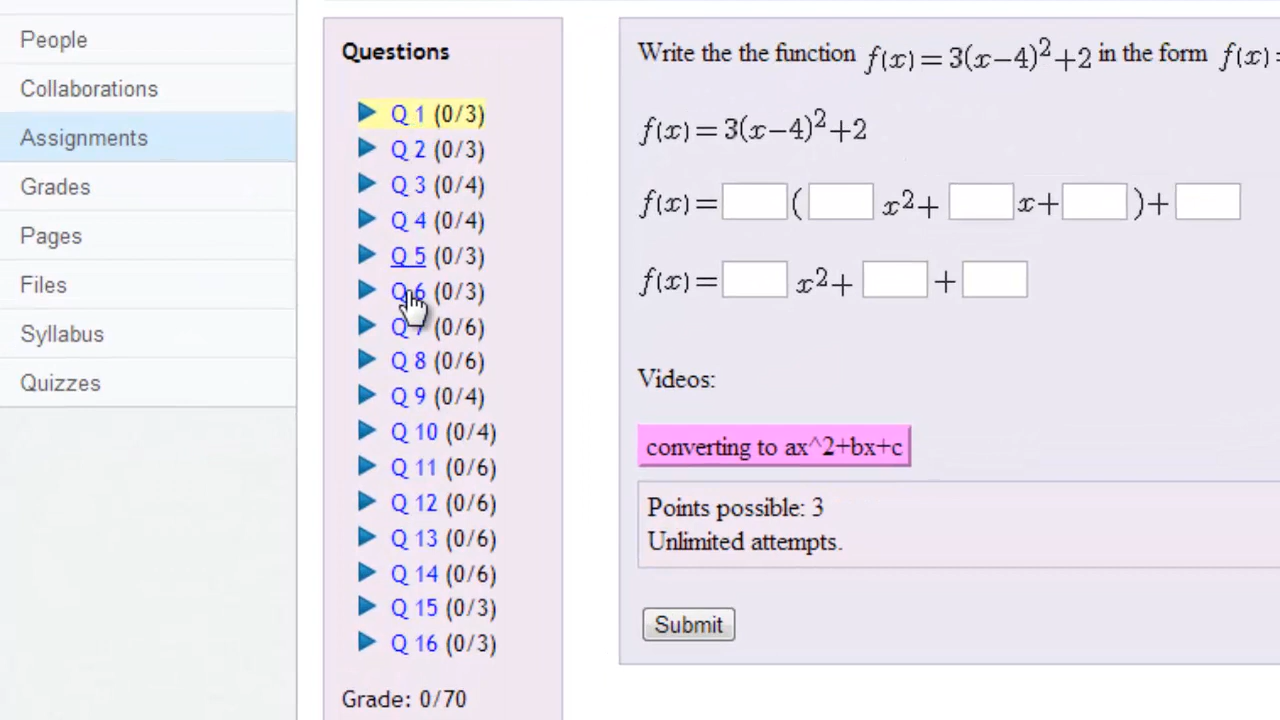 People
Collaborations
Assignments
Grades
Pages
Files
Syllabus
Quizzes
Questions
Q 1 (0/3)
Q 2 (0/3)
Q 3 (0/4)
Q 4 (0/4)
Q 5 (0/3)
Q 6 (0/3)
Q 7 (0/6)
Q 8 (0/6)
Q 9 (0/4)
Q 10 (0/4)
Q 11 (0/6)
Q 12 (0/6)
Q 13 (0/6)
Q 14 (0/6)
Q 15 (0/3)
Q 16 (0/3)
Grade: 0/70
Write the the function f(x)=3(x−4)²+2 in the form f(x)=
f(x)=3(x−4)²+2
f(x)= ( x²+ x+ )+
f(x)= x²+ +
Videos:
converting to ax^2+bx+c
Points possible: 3
Unlimited attempts.
Submit